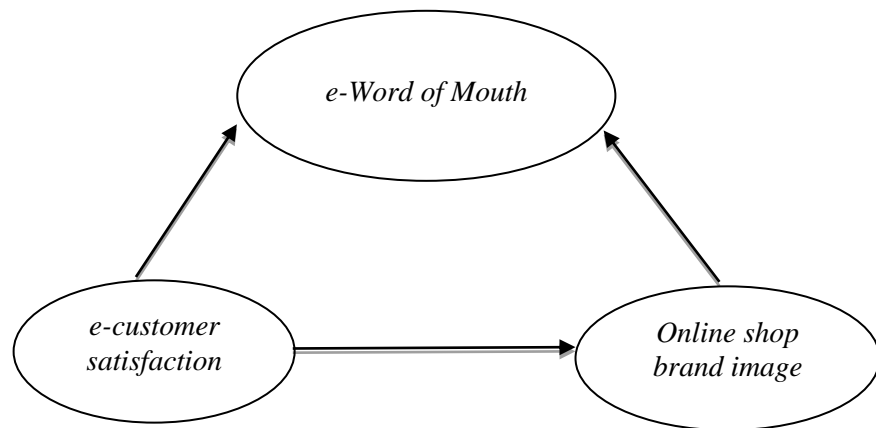 e-Word of Mouth
e-customer
satisfaction
Online shop
brand image